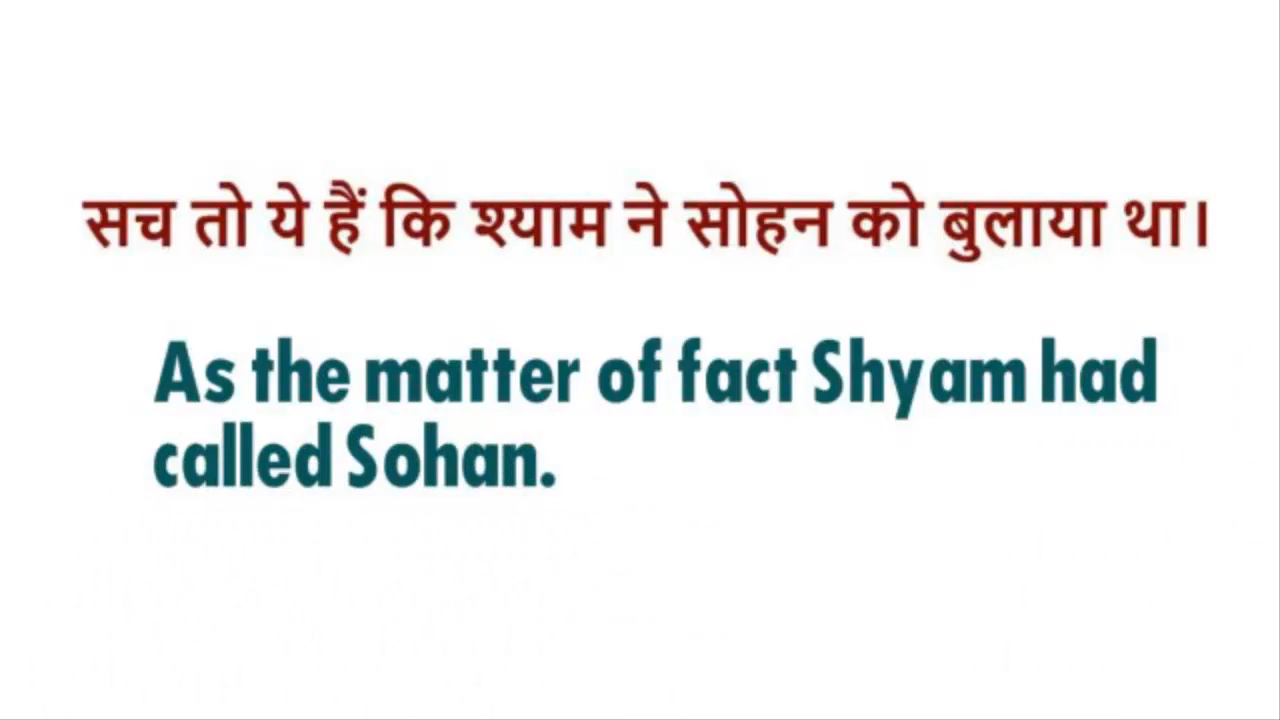 सच तो ये हैं कि श्याम ने सोहन को बुलाया था।
As the matter of fact Shyam had
called Sohan.